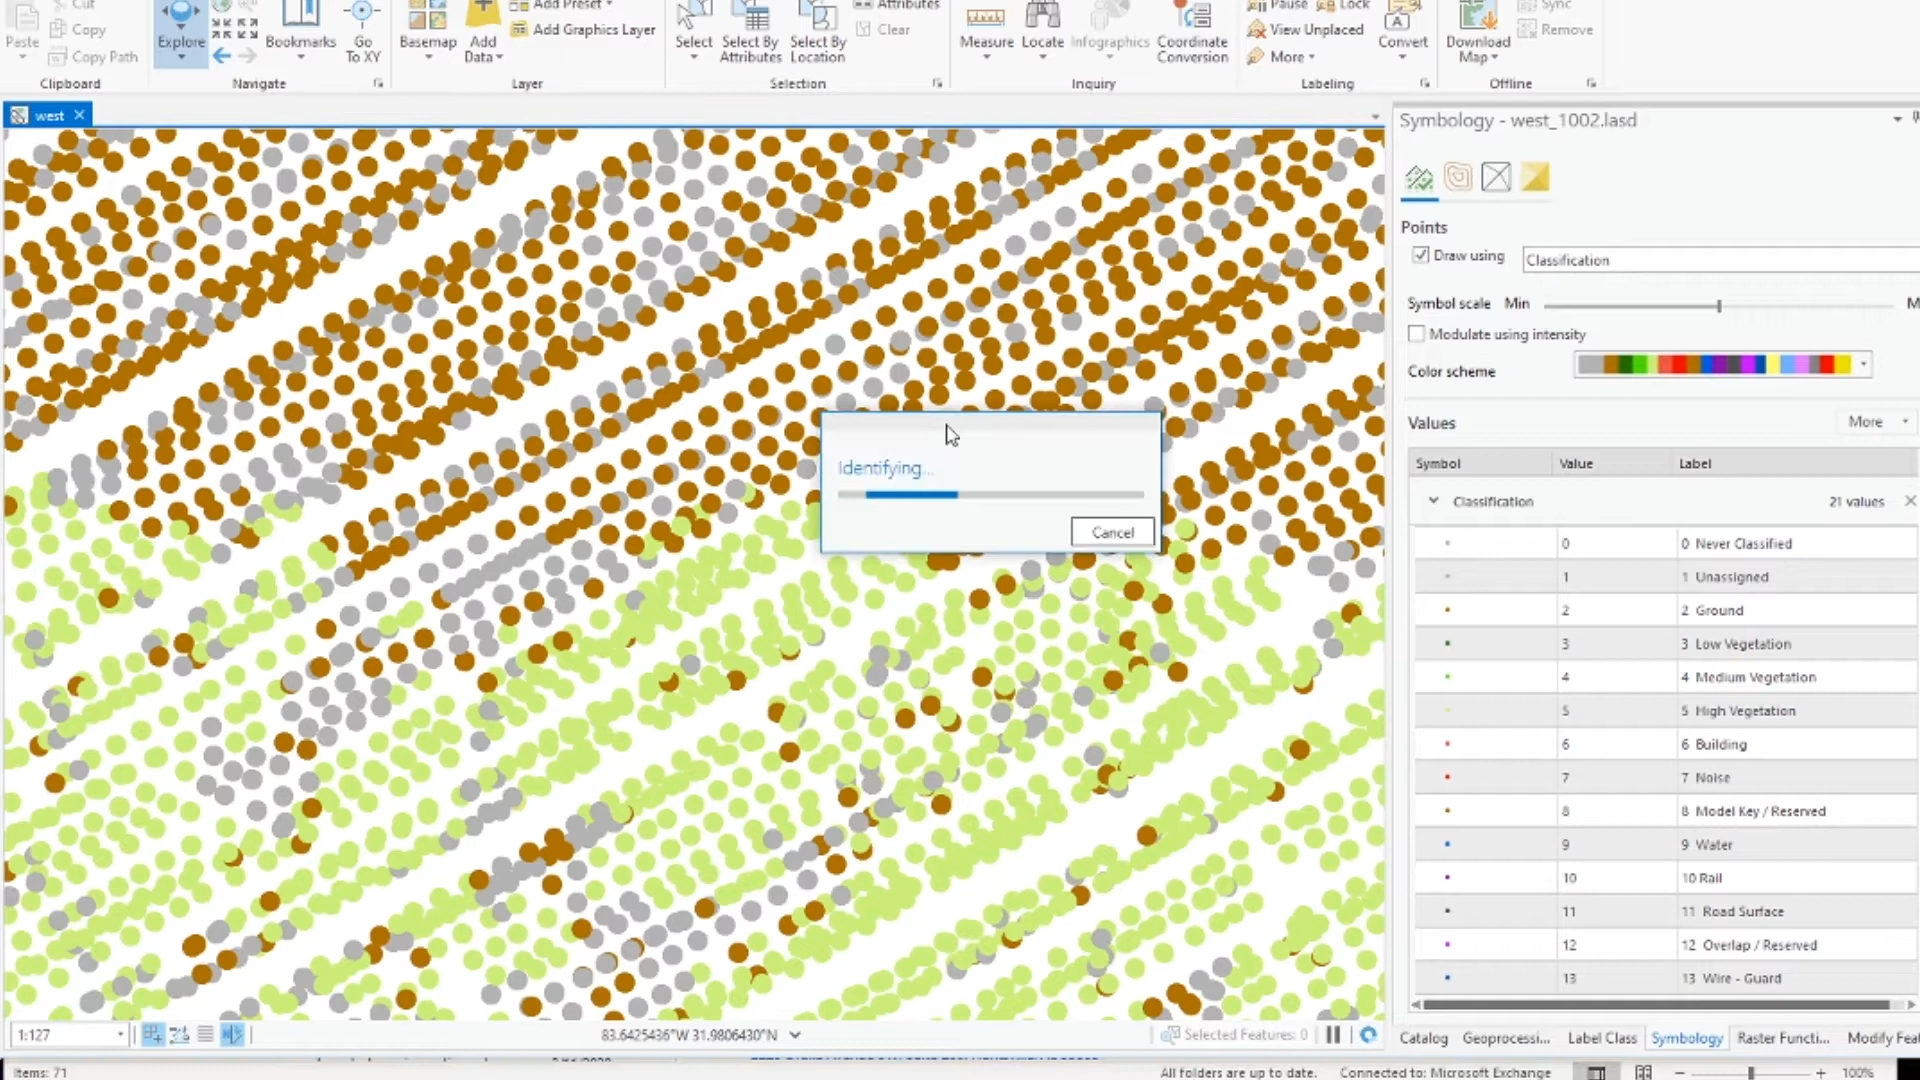 Cut
Add Preset
Attributes
Pause Lock
Sync
Copy
Add Graphics Layer
Clear
View Unplaced
Remove
Paste
Explore
Bookmarks
Go To XY
Basemap
Add Data
Select
Select By Attributes
Select By Location
Measure
Locate
Infographics
Coordinate Conversion
More
Convert
Download Map
Copy Path
Clipboard
Navigate
Layer
Selection
Inquiry
Labeling
Offline
west
Symbology - west_1002.lasd
Points
Draw using Classification
Symbol scale Min
Modulate using intensity
Color scheme
Values More
Symbol Value Label
Classification 21 values
0 0 Never Classified
1 1 Unassigned
2 2 Ground
3 3 Low Vegetation
4 4 Medium Vegetation
5 5 High Vegetation
6 6 Building
7 7 Noise
8 8 Model Key / Reserved
9 9 Water
10 10 Rail
11 11 Road Surface
12 12 Overlap / Reserved
13 13 Wire - Guard
Identifying...
Cancel
1:127
83.6425436°W 31.9806430°N
Selected Features: 0
Catalog Geoprocessi... Label Class Symbology Raster Functi... Modify Fea
Items: 71
All folders are up to date. Connected to: Microsoft Exchange 100%